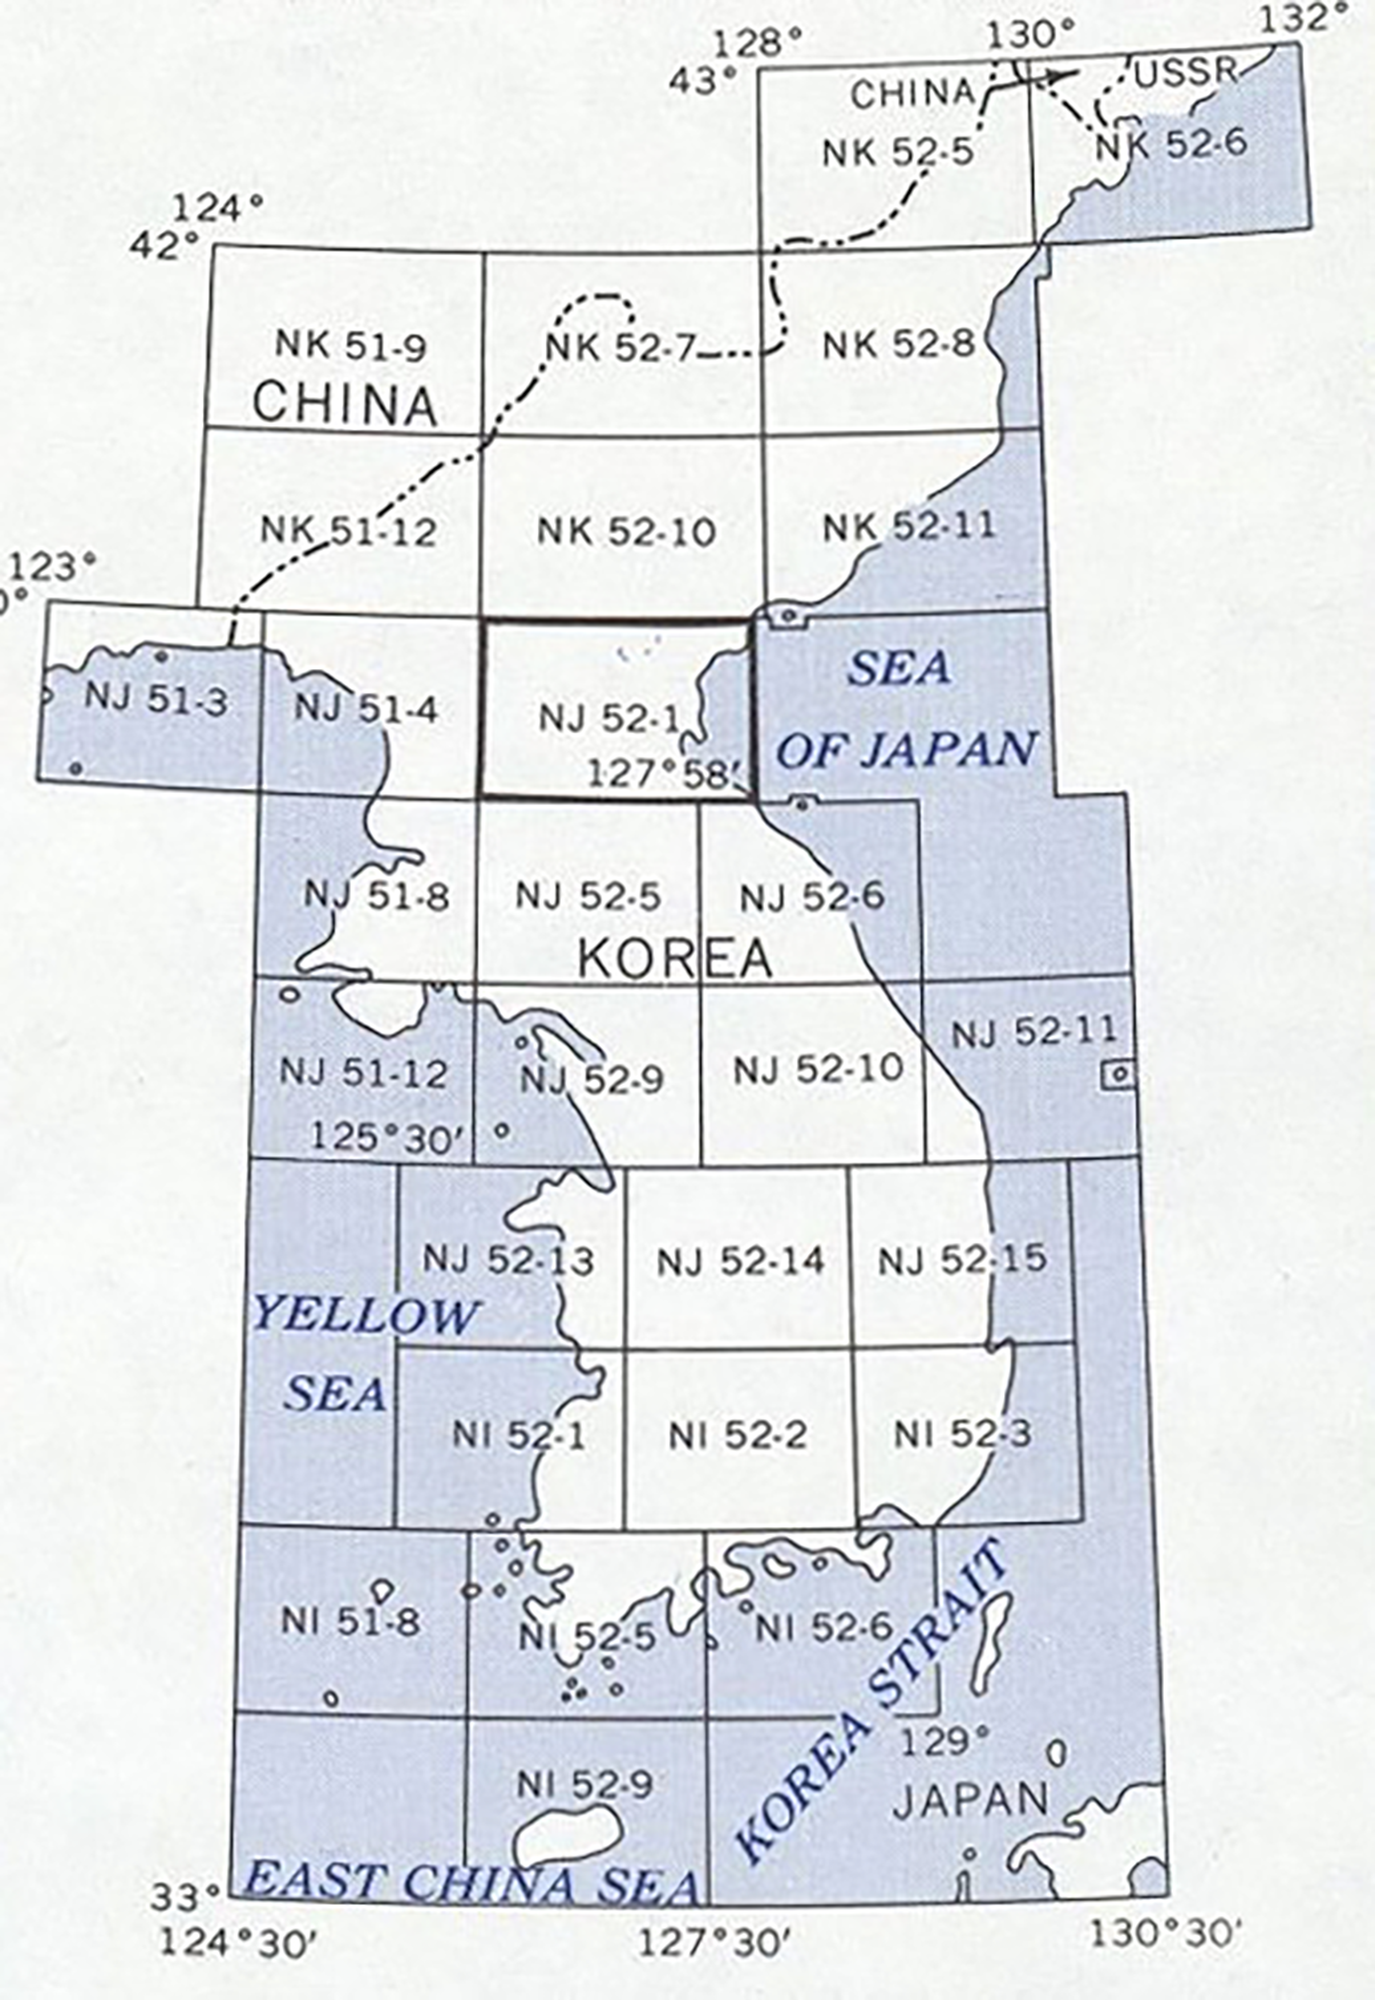 128° 130° 132°
43°
CHINA USSR
NK 52-5 NK 52-6
124°
42°
NK 51-9 NK 52-7 NK 52-8
CHINA
NK 51-12 NK 52-10 NK 52-11
123°
0°
NJ 51-3 NJ 51-4 NJ 52-1 SEA
127°58' OF JAPAN
NJ 51-8 NJ 52-5 NJ 52-6
KOREA
NJ 52-11
NJ 51-12 NJ 52-9 NJ 52-10
125°30'
NJ 52-13 NJ 52-14 NJ 52-15
YELLOW
SEA
NI 52-1 NI 52-2 NI 52-3
NI 51-8 NI 52-5 NI 52-6
KOREA STRAIT
129°
NI 52-9 JAPAN
EAST CHINA SEA
33°
124°30' 127°30' 130°30'